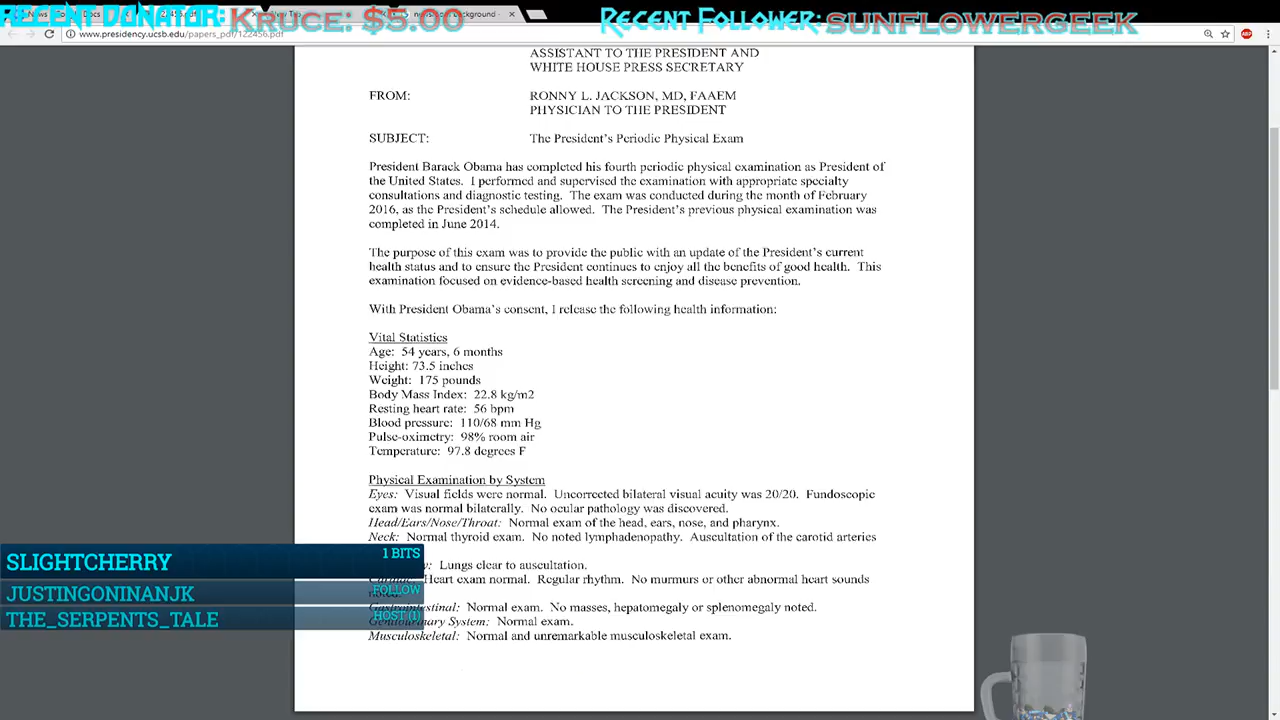 RECENT DONATOR: KRUCE: $5.00
RECENT FOLLOWER: SUNFLOWERGEEK
www.presidency.ucsb.edu/papers_pdf/122456.pdf
ASSISTANT TO THE PRESIDENT AND
WHITE HOUSE PRESS SECRETARY
FROM: RONNY L. JACKSON, MD, FAAEM
PHYSICIAN TO THE PRESIDENT
SUBJECT: The President's Periodic Physical Exam
President Barack Obama has completed his fourth periodic physical examination as President of
the United States. I performed and supervised the examination with appropriate specialty
consultations and diagnostic testing. The exam was conducted during the month of February
2016, as the President's schedule allowed. The President's previous physical examination was
completed in June 2014.
The purpose of this exam was to provide the public with an update of the President's current
health status and to ensure the President continues to enjoy all the benefits of good health. This
examination focused on evidence-based health screening and disease prevention.
With President Obama's consent, I release the following health information:
Vital Statistics
Age: 54 years, 6 months
Height: 73.5 inches
Weight: 175 pounds
Body Mass Index: 22.8 kg/m2
Resting heart rate: 56 bpm
Blood pressure: 110/68 mm Hg
Pulse-oximetry: 98% room air
Temperature: 97.8 degrees F
Physical Examination by System
Eyes: Visual fields were normal. Uncorrected bilateral visual acuity was 20/20. Fundoscopic
exam was normal bilaterally. No ocular pathology was discovered.
Head/Ears/Nose/Throat: Normal exam of the head, ears, nose, and pharynx.
Neck: Normal thyroid exam. No noted lymphadenopathy. Auscultation of the carotid arteries
Lungs clear to auscultation.
Heart exam normal. Regular rhythm. No murmurs or other abnormal heart sounds
Gastrointestinal: Normal exam. No masses, hepatomegaly or splenomegaly noted.
Genitourinary System: Normal exam.
Musculoskeletal: Normal and unremarkable musculoskeletal exam.
SLIGHTCHERRY 1 BITS
JUSTINGONINANJK FOLLOW
THE_SERPENTS_TALE HOST (1)